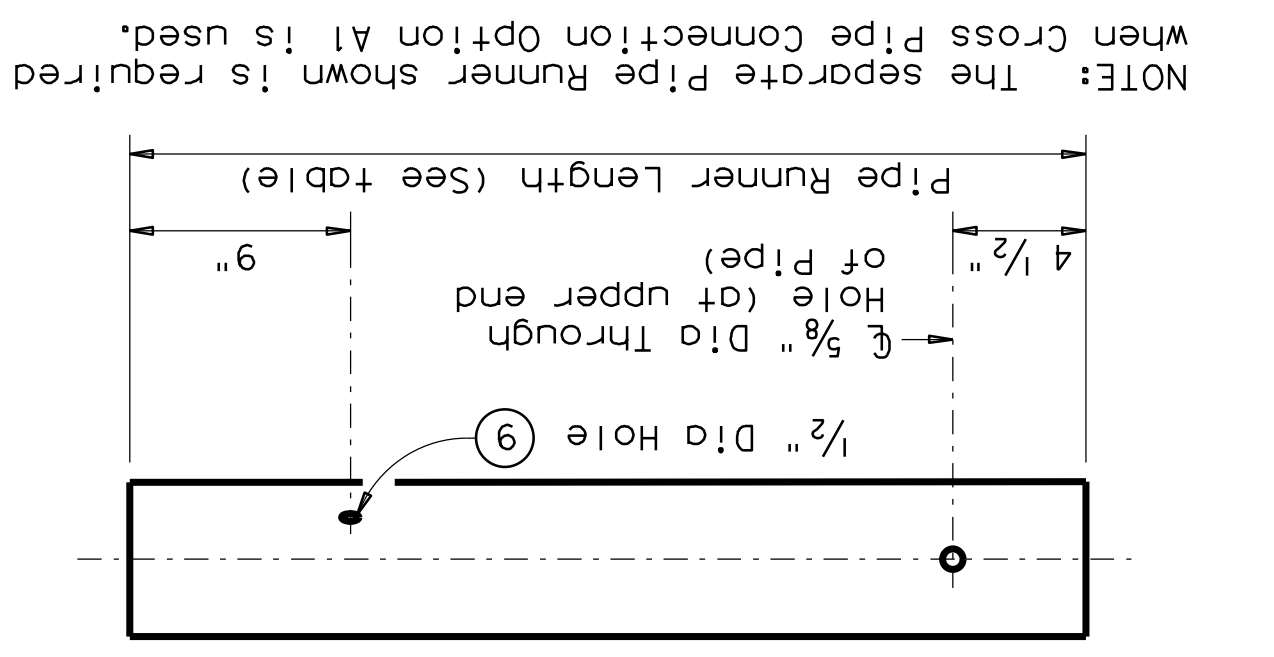 1/2" Dia Hole 9
℄ 5/8" Dia Through
Hole (at upper end
of Pipe)
4 1/2"
6"
Pipe Runner Length (See table)
NOTE: The separate Pipe Runner shown is required
when Cross Pipe Connection Option A1 is used.